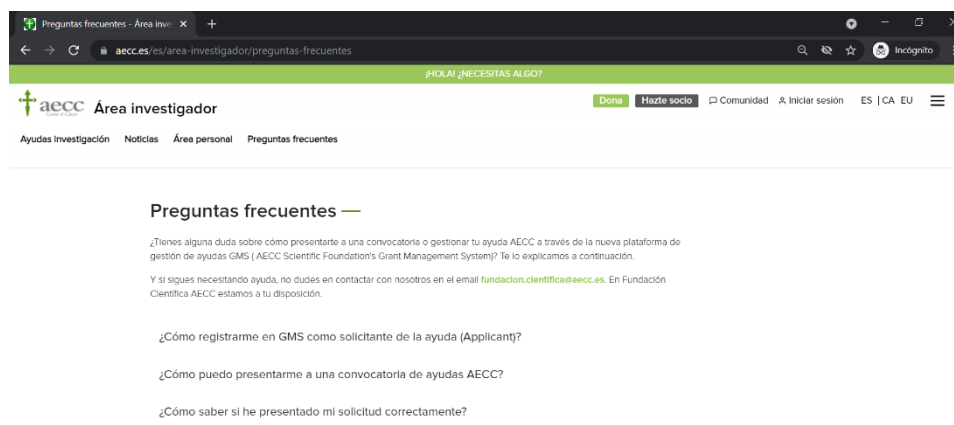 Preguntas frecuentes - Área inve
aecc.es/es/area-investigador/preguntas-frecuentes
Incógnito
¡HOLA! ¿NECESITAS ALGO?
aecc Área investigador
Dona Hazte socio Comunidad Iniciar sesión ES | CA EU
Ayudas investigación Noticias Área personal Preguntas frecuentes
Preguntas frecuentes —
¿Tienes alguna duda sobre cómo presentarte a una convocatoria o gestionar tu ayuda AECC a través de la nueva plataforma de
gestión de ayudas GMS ( AECC Scientific Foundation's Grant Management System)? Te lo explicamos a continuación.
Y si sigues necesitando ayuda, no dudes en contactar con nosotros en el email fundacion.cientifica@aecc.es. En Fundación
Científica AECC estamos a tu disposición.
¿Cómo registrarme en GMS como solicitante de la ayuda (Applicant)?
¿Cómo puedo presentarme a una convocatoria de ayudas AECC?
¿Cómo saber si he presentado mi solicitud correctamente?